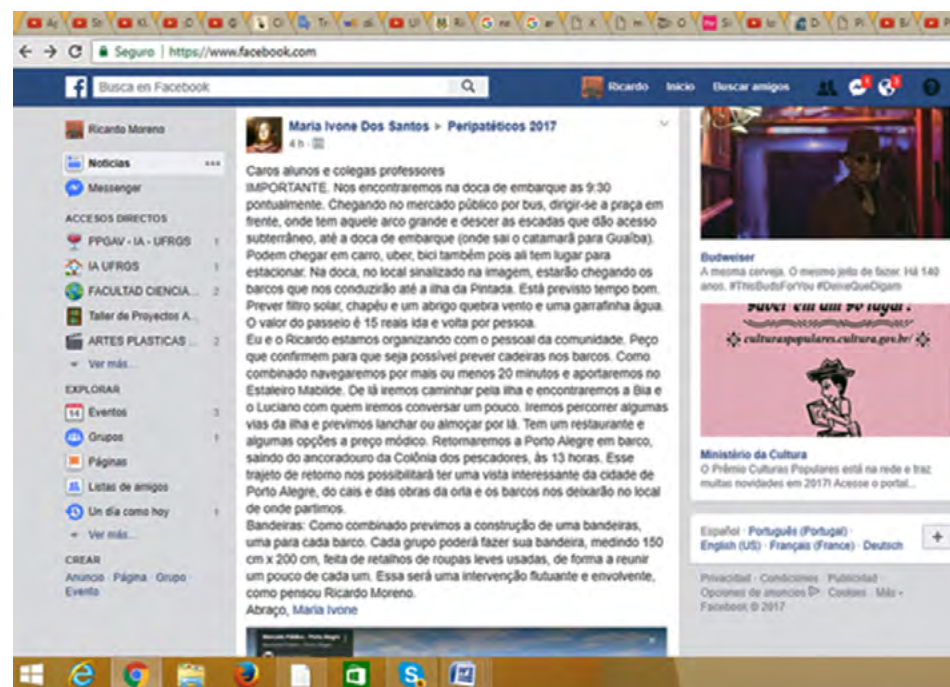 Seguro | https://www.facebook.com
Busca en Facebook
Ricardo Inicio Buscar amigos
Ricardo Moreno
Noticias
Messenger
ACCESOS DIRECTOS
PPGAV - IA - UFRGS 1
IA UFRGS 1
FACULTAD CIENCIA... 2
Taller de Proyectos A...
ARTES PLASTICAS ... 2
Ver más...
EXPLORAR
Eventos 3
Grupos 1
Páginas
Listas de amigos
Un día como hoy 1
Ver más...
CREAR
Anuncio · Página · Grupo ·
Evento
Maria Ivone Dos Santos ▸ Peripatéticos 2017
4 h ·
Caros alunos e colegas professores
IMPORTANTE. Nos encontraremos na doca de embarque as 9:30
pontualmente. Chegando no mercado público por bus, dirigir-se a praça em
frente, onde tem aquele arco grande e descer as escadas que dão acesso
subterrâneo, até a doca de embarque (onde sai o catamarã para Guaíba).
Podem chegar em carro, uber, bici também pois ali tem lugar para
estacionar. Na doca, no local sinalizado na imagem, estarão chegando os
barcos que nos conduzirão até a ilha da Pintada. Está previsto tempo bom.
Prever filtro solar, chapéu e um abrigo quebra vento e uma garrafinha água.
O valor do passeio é 15 reais ida e volta por pessoa.
Eu e o Ricardo estamos organizando com o pessoal da comunidade. Peço
que confirmem para que seja possível prever cadeiras nos barcos. Como
combinado navegaremos por mais ou menos 20 minutos e aportaremos no
Estaleiro Mabilde. De lá iremos caminhar pela ilha e encontraremos a Bia e
o Luciano com quem iremos conversar um pouco. Iremos percorrer algumas
vias da ilha e previmos lanchar ou almoçar por lá. Tem um restaurante e
algumas opções a preço módico. Retornaremos a Porto Alegre em barco,
saindo do ancoradouro da Colônia dos pescadores, às 13 horas. Esse
trajeto de retorno nos possibilitará ter uma vista interessante da cidade de
Porto Alegre, do cais e das obras da orla e os barcos nos deixarão no local
de onde partimos.
Bandeiras: Como combinado previmos a construção de uma bandeiras,
uma para cada barco. Cada grupo poderá fazer sua bandeira, medindo 150
cm x 200 cm, feita de retalhos de roupas leves usadas, de forma a reunir
um pouco de cada um. Essa será uma intervenção flutuante e envolvente,
como pensou Ricardo Moreno.
Abraço, Maria Ivone
Mercado Público - Porto Alegre
Budweiser
A mesma cerveja. O mesmo jeito de fazer. Há 140
anos. #ThisBudsForYou #DeixeQueDigam
culturaspopulares.cultura.gov.br/
Ministério da Cultura
O Prêmio Culturas Populares está na rede e traz
muitas novidades em 2017! Acesse o portal...
Español · Português (Portugal) ·
English (US) · Français (France) · Deutsch
Privacidad · Condiciones · Publicidad ·
Opciones de anuncios · Cookies · Más
Facebook © 2017